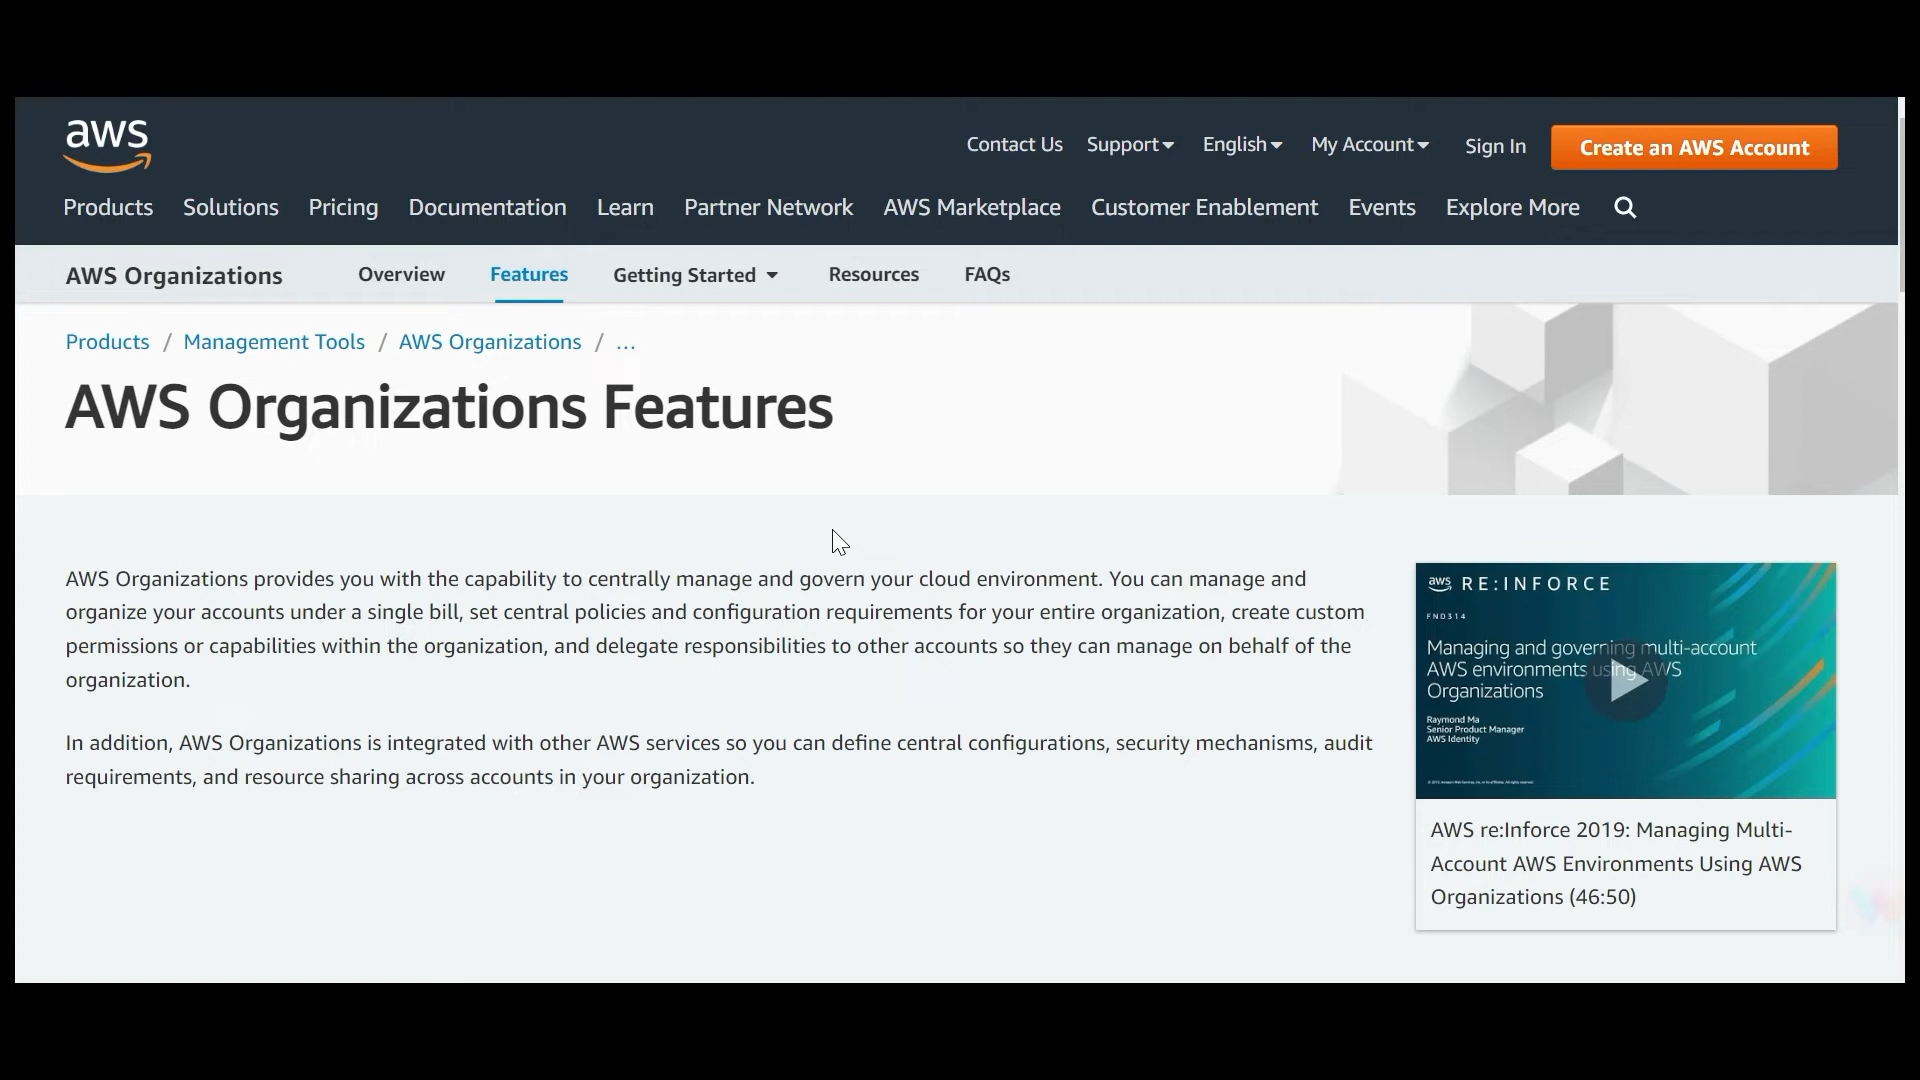 aws
Contact Us Support English My Account Sign In Create an AWS Account
Products Solutions Pricing Documentation Learn Partner Network AWS Marketplace Customer Enablement Events Explore More
AWS Organizations Overview Features Getting Started Resources FAQs
Products / Management Tools / AWS Organizations / ...
AWS Organizations Features
AWS Organizations provides you with the capability to centrally manage and govern your cloud environment. You can manage and
organize your accounts under a single bill, set central policies and configuration requirements for your entire organization, create custom
permissions or capabilities within the organization, and delegate responsibilities to other accounts so they can manage on behalf of the
organization.
In addition, AWS Organizations is integrated with other AWS services so you can define central configurations, security mechanisms, audit
requirements, and resource sharing across accounts in your organization.
aws RE:INFORCE
FND314
Managing and governing multi-account
AWS environments using AWS
Organizations
Raymond Ma
Senior Product Manager
AWS Identity
AWS re:Inforce 2019: Managing Multi-
Account AWS Environments Using AWS
Organizations (46:50)